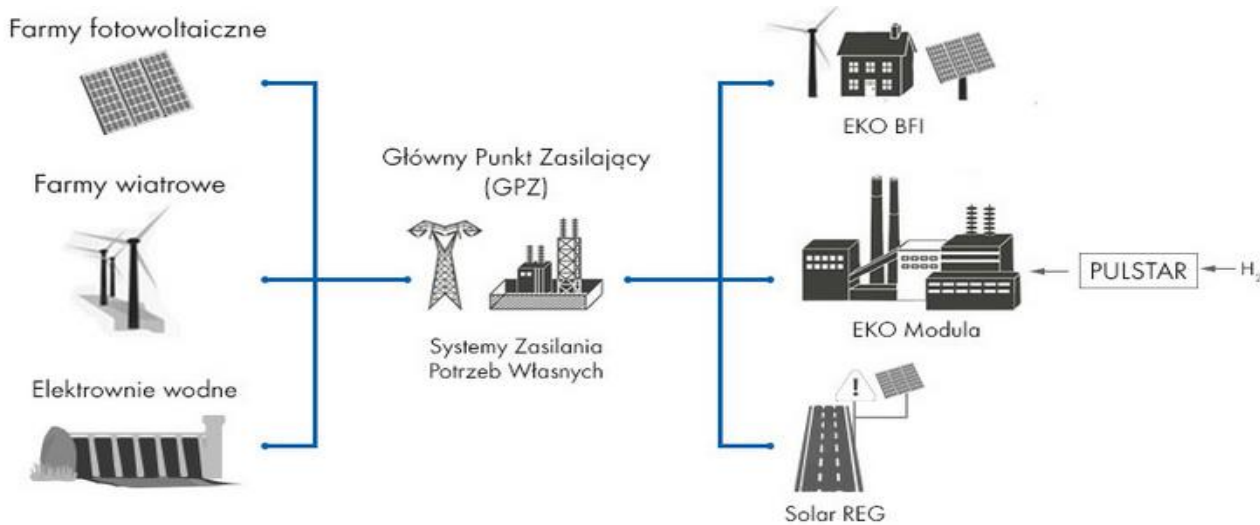 Farmy fotowoltaiczne
Farmy wiatrowe
Elektrownie wodne
Główny Punkt Zasilający
(GPZ)
Systemy Zasilania
Potrzeb Własnych
EKO BFI
EKO Modula
PULSTAR
H2
!
Solar REG